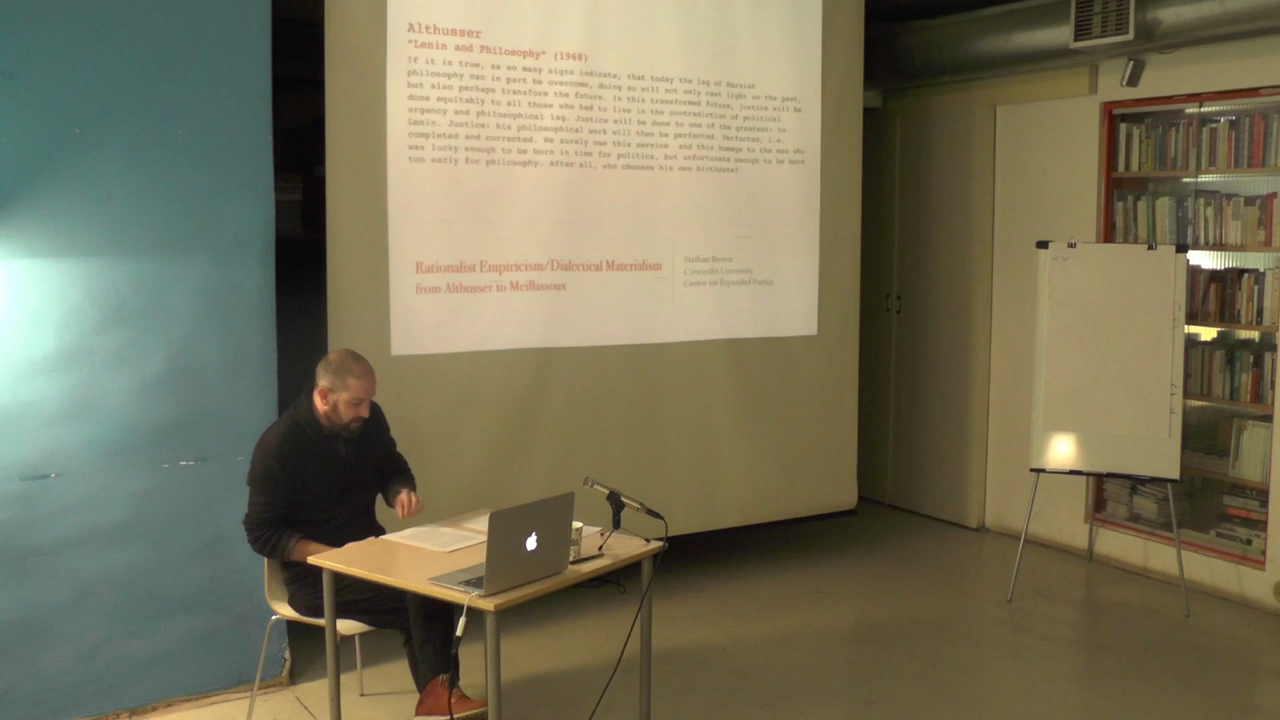 Althusser
"Lenin and Philosophy" (1968)
If it is true, as so many signs indicate, that today the lag of Marxist
philosophy can in part be overcome, doing so will not only cast light on the past,
but also perhaps transform the future. In this transformed future, justice will be
done equitably to all those who had to live in the contradiction of political
urgency and philosophical lag. Justice will be done to one of the greatest: to
Lenin. Justice: his philosophical work will then be perfected. Perfected, i.e.
completed and corrected. We surely owe this service and this homage to the man who
was lucky enough to be born in time for politics, but unfortunate enough to be born
too early for philosophy. After all, who chooses his own birthdate?
Rationalist Empiricism/Dialectical Materialism
from Althusser to Meillassoux
Nathan Brown
Concordia University
Centre for Expanded Poetics